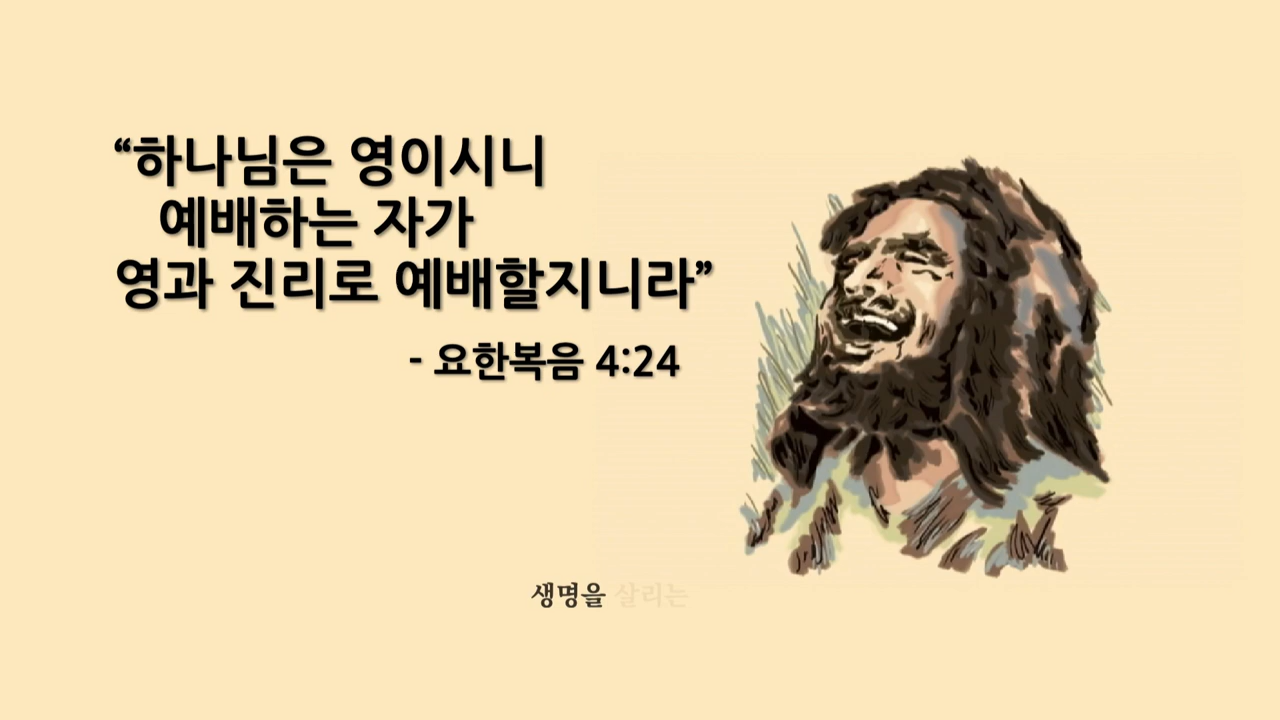 “하나님은 영이시니
예배하는 자가
영과 진리로 예배할지니라”
- 요한복음 4:24
생명을 살리는